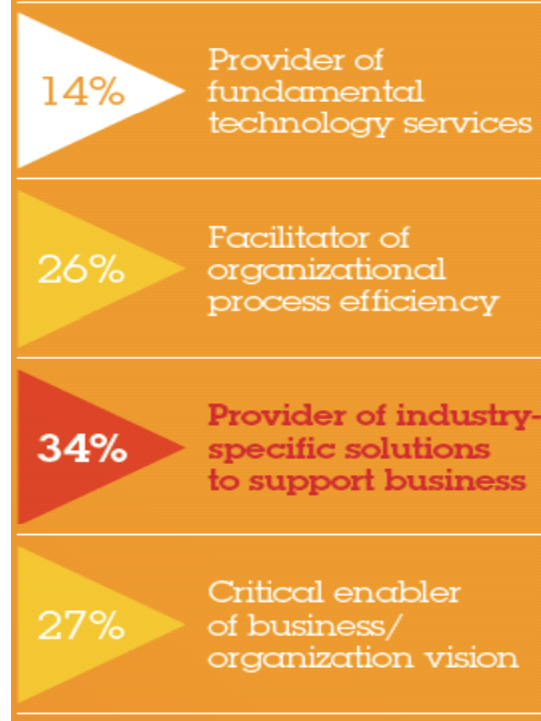 14%
Provider of
fundamental
technology services
26%
Facilitator of
organizational
process efficiency
34%
Provider of industry-
specific solutions
to support business
27%
Critical enabler
of business/
organization vision